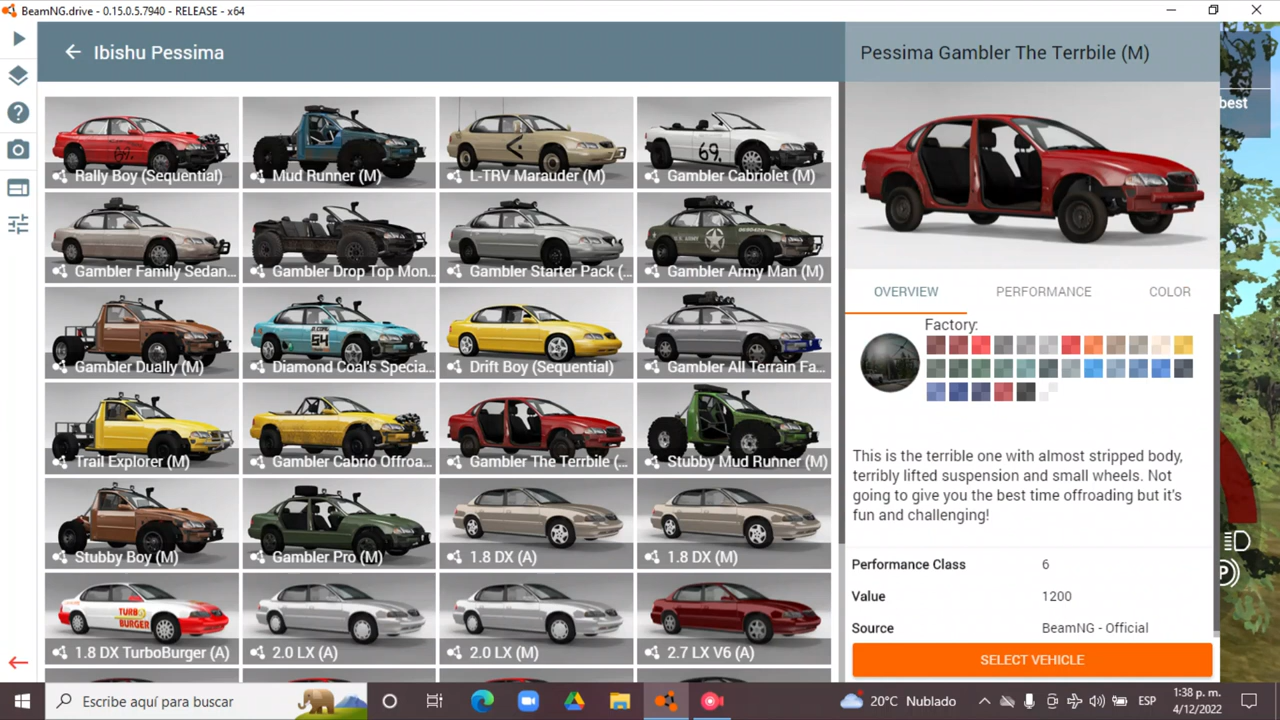 BeamNG.drive - 0.15.0.5.7940 - RELEASE - x64
Ibishu Pessima
Pessima Gambler The Terrbile (M)
best
Rally Boy (Sequential)
Mud Runner (M)
L-TRV Marauder (M)
Gambler Cabriolet (M)
69.
69.
Gambler Family Sedan...
Gambler Drop Top Mon...
Gambler Starter Pack (...
Gambler Army Man (M)
Gambler Dually (M)
Diamond Coal's Specia...
54
Drift Boy (Sequential)
Gambler All Terrain Fa...
Trail Explorer (M)
Gambler Cabrio Offroa...
Gambler The Terrbile (...
Stubby Mud Runner (M)
Stubby Boy (M)
Gambler Pro (M)
1.8 DX (A)
1.8 DX (M)
TURBO
BURGER
1.8 DX TurboBurger (A)
2.0 LX (A)
2.0 LX (M)
2.7 LX V6 (A)
OVERVIEW
PERFORMANCE
COLOR
Factory:
This is the terrible one with almost stripped body,
terribly lifted suspension and small wheels. Not
going to give you the best time offroading but it's
fun and challenging!
Performance Class
6
Value
1200
Source
BeamNG - Official
SELECT VEHICLE
Escribe aquí para buscar
20°C Nublado
ESP
1:38 p. m.
4/12/2022